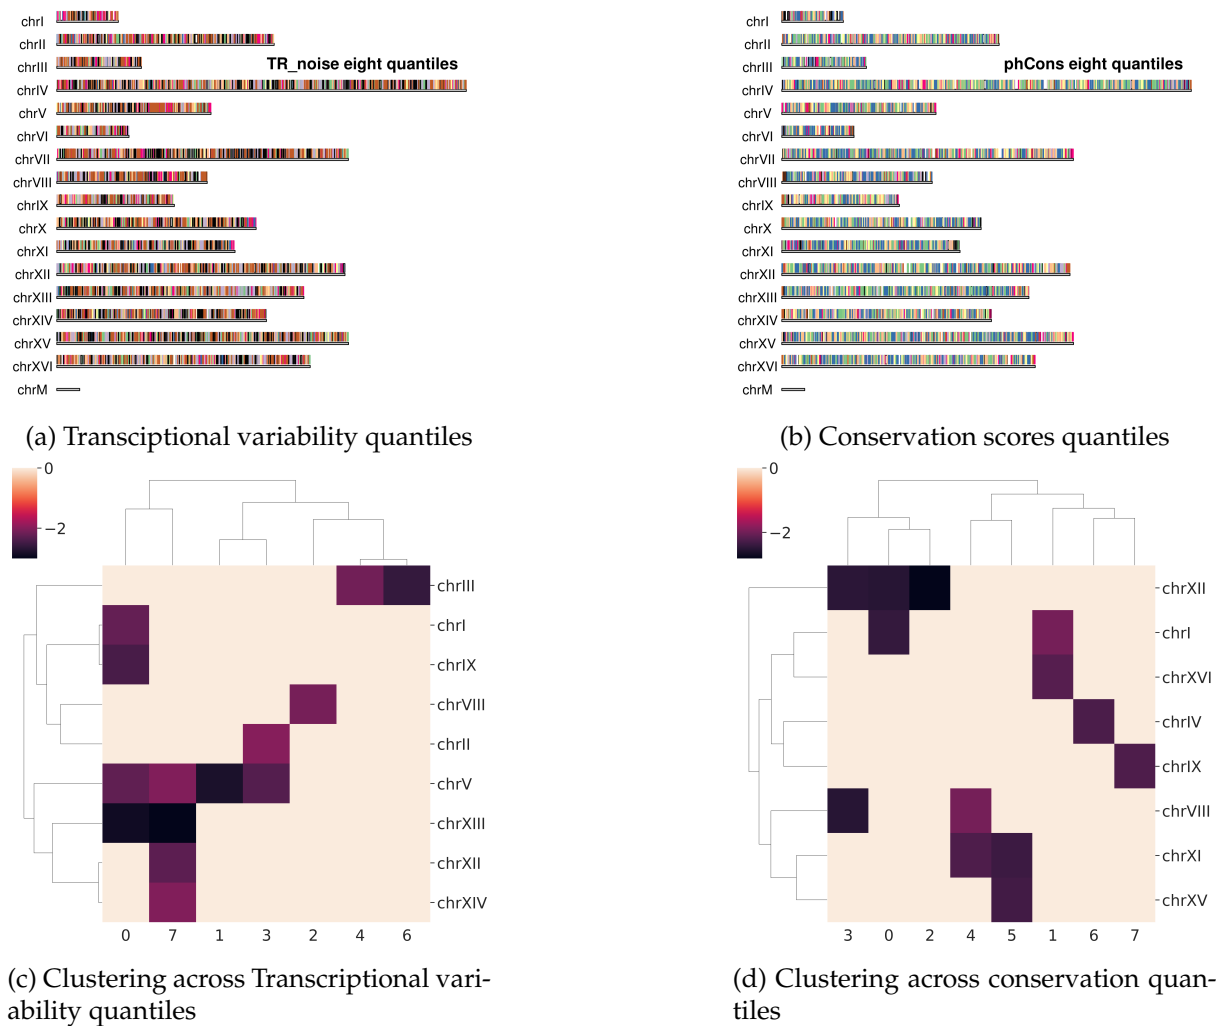 chrI
chrII
chrIII
TR_noise eight quantiles
chrIV
chrV
chrVI
chrVII
chrVIII
chrIX
chrX
chrXI
chrXII
chrXIII
chrXIV
chrXV
chrXVI
chrM
(a) Transciptional variability quantiles
chrI
chrII
chrIII
phCons eight quantiles
chrIV
chrV
chrVI
chrVII
chrVIII
chrIX
chrX
chrXI
chrXII
chrXIII
chrXIV
chrXV
chrXVI
chrM
(b) Conservation scores quantiles
0
−2
chrIII
chrI
chrIX
chrVIII
chrII
chrV
chrXIII
chrXII
chrXIV
0 7 1 3 2 4 6
(c) Clustering across Transcriptional vari-
ability quantiles
0
−2
chrXII
chrI
chrXVI
chrIV
chrIX
chrVIII
chrXI
chrXV
3 0 2 4 5 1 6 7
(d) Clustering across conservation quan-
tiles